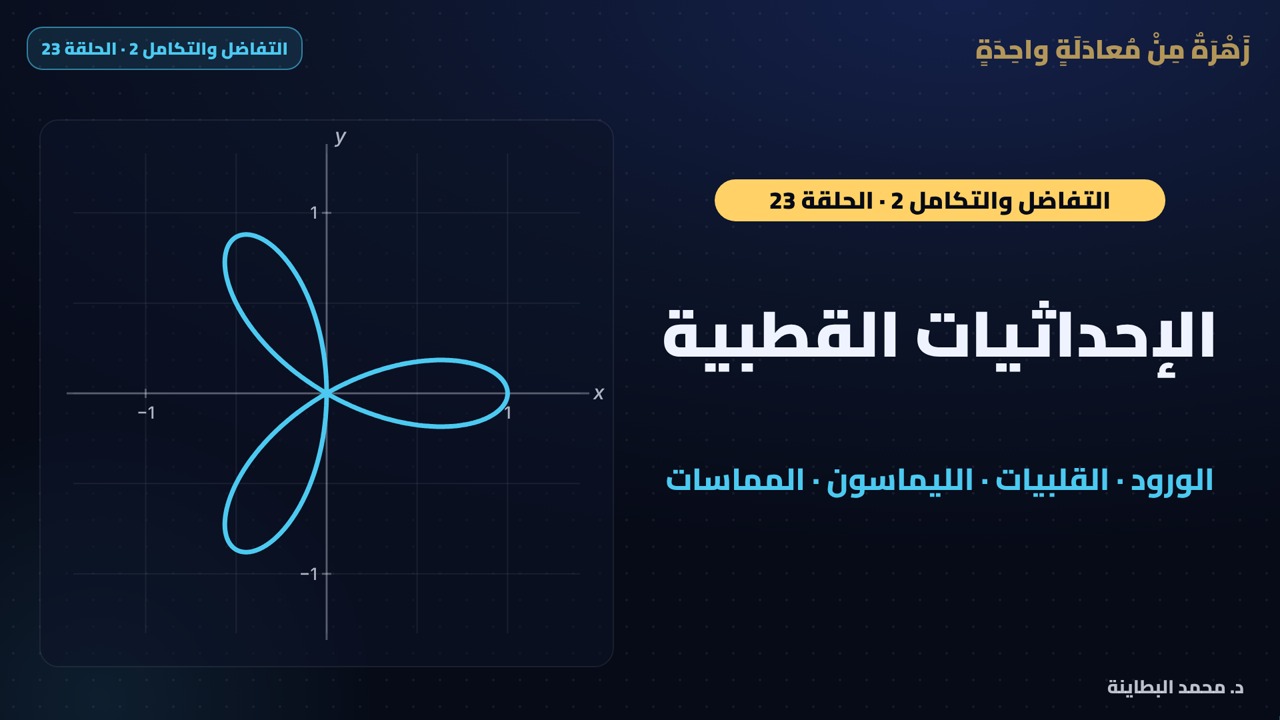 زَهْرَةٌ مِنْ مُعادَلَةٍ واحِدَةٍ
التفاضل والتكامل 2 · الحلقة 23
التفاضل والتكامل 2 · الحلقة 23
الإحداثيات القطبية
الورود · القلبيات · الليماسون · المماسات
y
1
−1
1
x
−1
د. محمد البطاينة